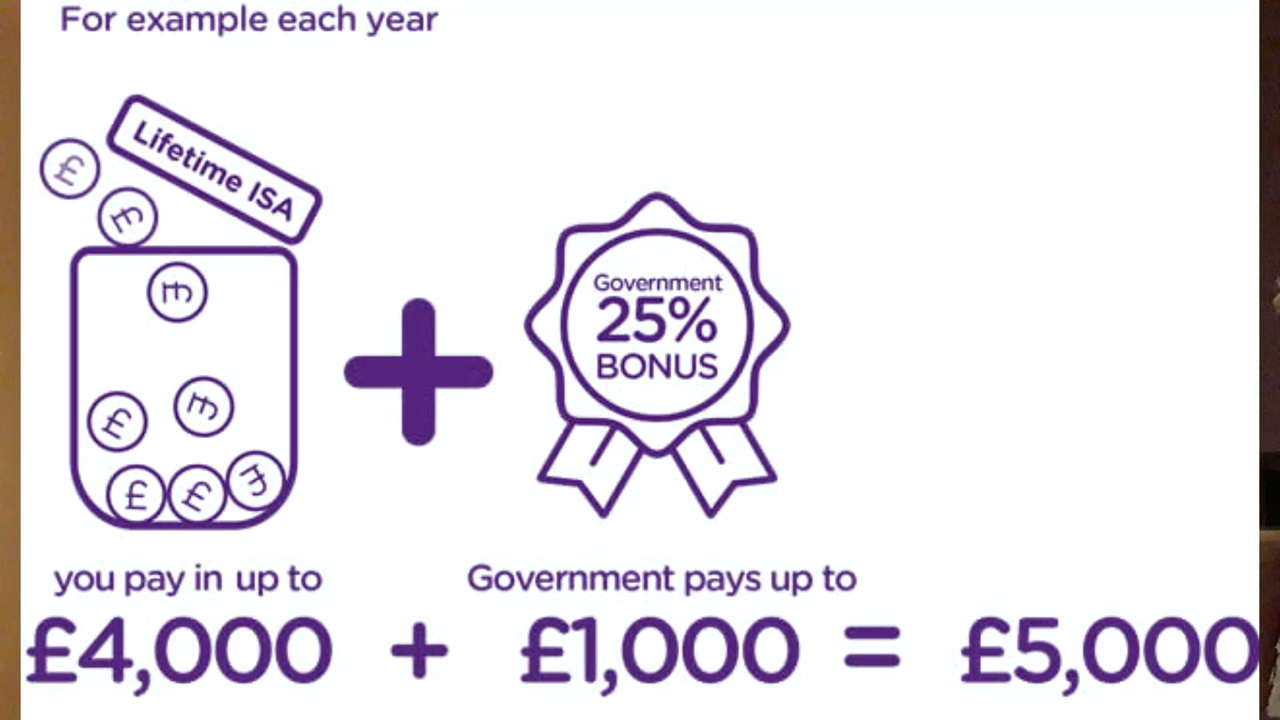 For example each year
Lifetime ISA
£
£
£
£
£
£
£
£
Government
25%
BONUS
you pay in up to
Government pays up to
£4,000 + £1,000 = £5,000